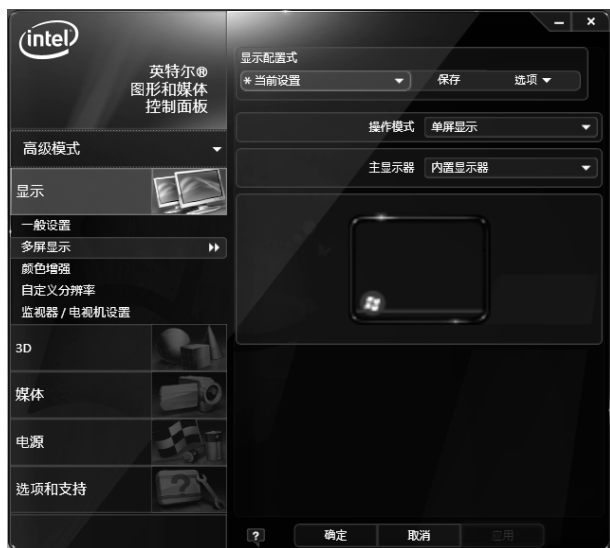 intel
英特尔®
图形和媒体
控制面板
高级模式
显示
一般设置
多屏显示
颜色增强
自定义分辨率
监视器 / 电视机设置
3D
媒体
电源
选项和支持
显示配置式
* 当前设置
保存
选项
操作模式
单屏显示
主显示器
内置显示器
?
确定
取消
应用